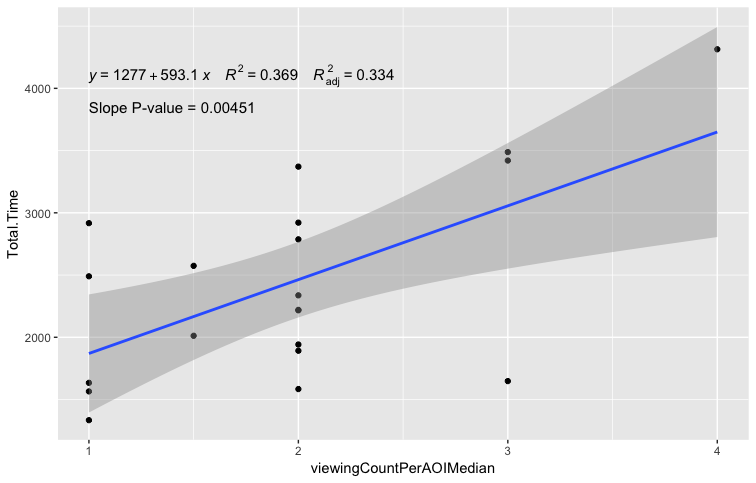 y = 1277 + 593.1 x   R² = 0.369   R²adj = 0.334
Slope P-value = 0.00451
4000
3000
2000
Total.Time
1 2 3 4
viewingCountPerAOIMedian